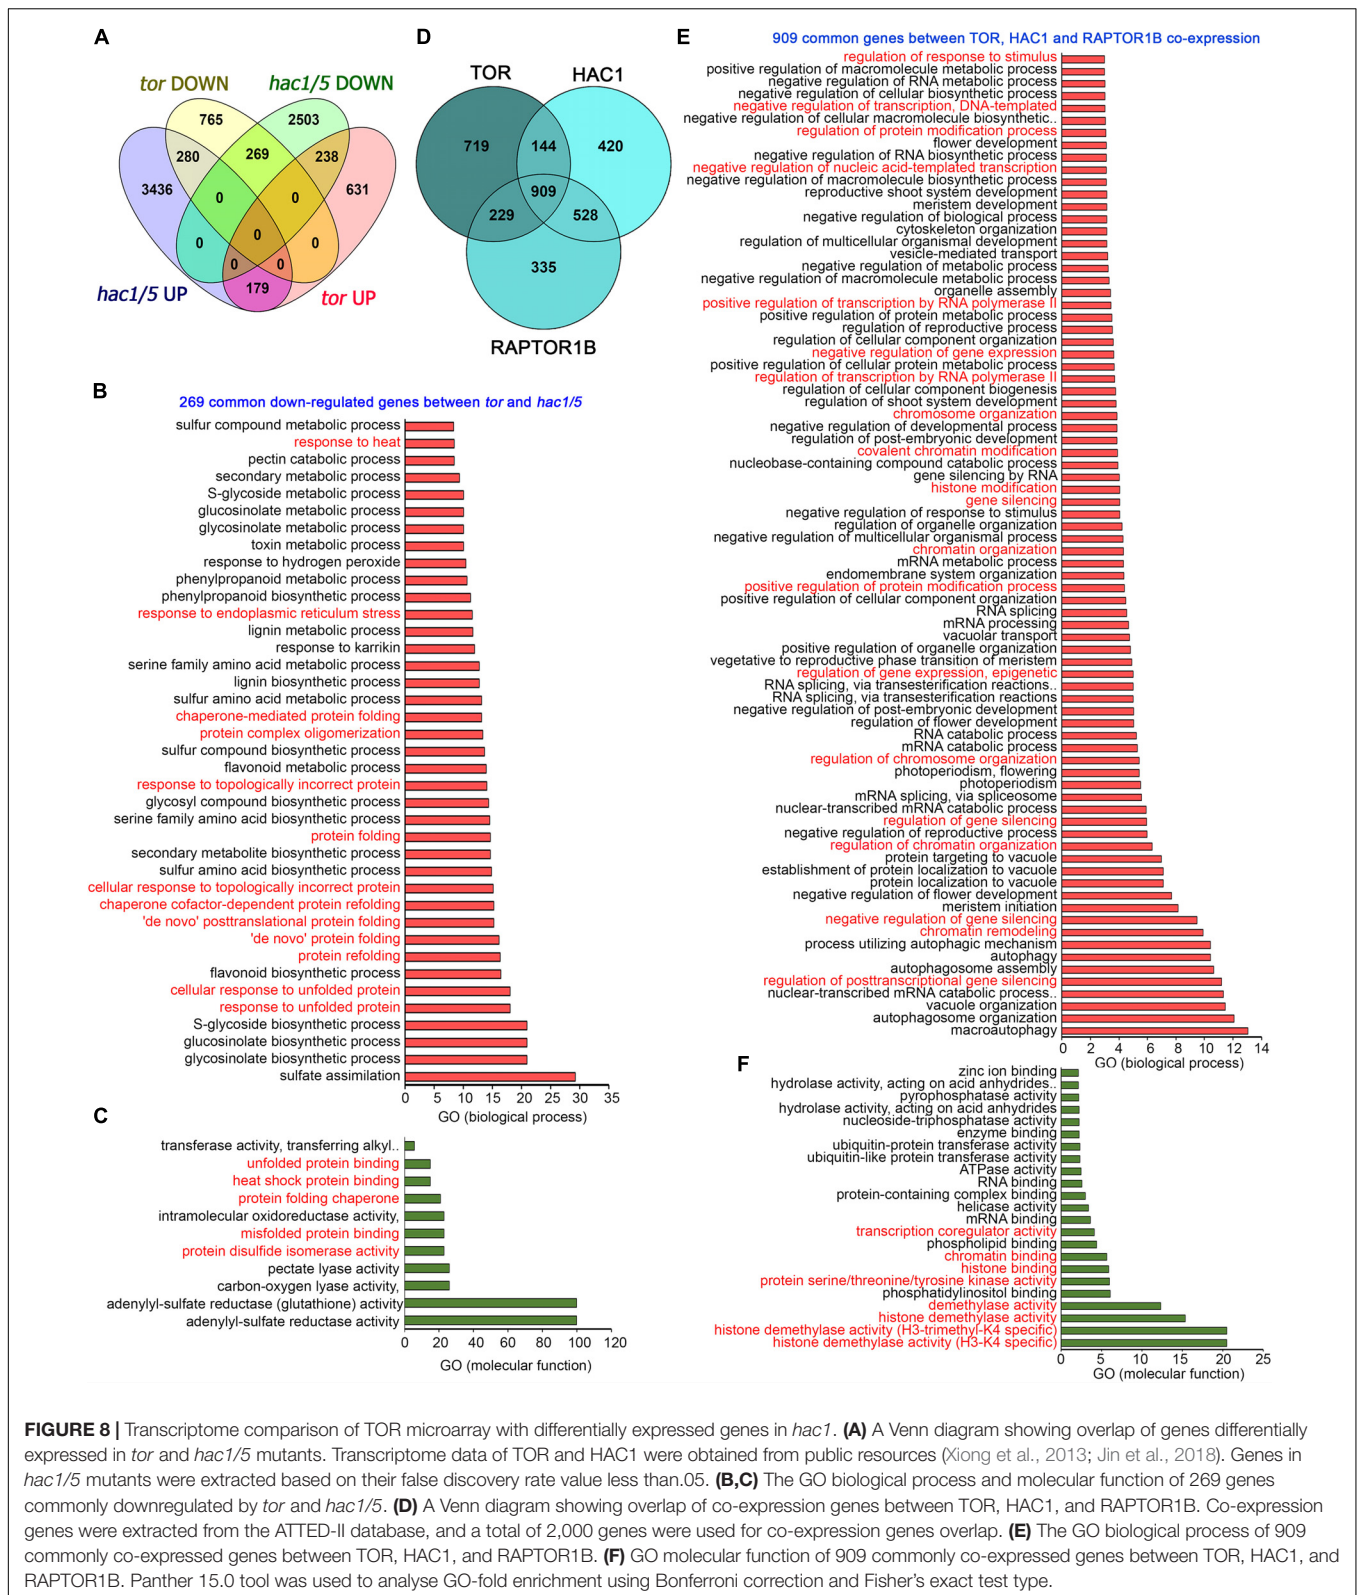 A
tor DOWN
hac1/5 DOWN
765
2503
280
269
238
3436
0
0
631
0
0
0
0
0
179
hac1/5 UP
tor UP
D
TOR
HAC1
719
144
420
909
229
528
335
RAPTOR1B
B
269 common down-regulated genes between tor and hac1/5
sulfur compound metabolic process
response to heat
pectin catabolic process
secondary metabolic process
S-glycoside metabolic process
glucosinolate metabolic process
glycosinolate metabolic process
toxin metabolic process
response to hydrogen peroxide
phenylpropanoid metabolic process
phenylpropanoid biosynthetic process
response to endoplasmic reticulum stress
lignin metabolic process
response to karrikin
serine family amino acid metabolic process
lignin biosynthetic process
sulfur amino acid metabolic process
chaperone-mediated protein folding
protein complex oligomerization
sulfur compound biosynthetic process
flavonoid metabolic process
response to topologically incorrect protein
glycosyl compound biosynthetic process
serine family amino acid biosynthetic process
protein folding
secondary metabolite biosynthetic process
sulfur amino acid biosynthetic process
cellular response to topologically incorrect protein
chaperone cofactor-dependent protein refolding
'de novo' posttranslational protein folding
'de novo' protein folding
protein refolding
flavonoid biosynthetic process
cellular response to unfolded protein
response to unfolded protein
S-glycoside biosynthetic process
glucosinolate biosynthetic process
glycosinolate biosynthetic process
sulfate assimilation
0 5 10 15 20 25 30 35
GO (biological process)
C
transferase activity, transferring alkyl..
unfolded protein binding
heat shock protein binding
protein folding chaperone
intramolecular oxidoreductase activity,
misfolded protein binding
protein disulfide isomerase activity
pectate lyase activity
carbon-oxygen lyase activity,
adenylyl-sulfate reductase (glutathione) activity
adenylyl-sulfate reductase activity
0 20 40 60 80 100 120
GO (molecular function)
E
909 common genes between TOR, HAC1 and RAPTOR1B co-expression
regulation of response to stimulus
positive regulation of macromolecule metabolic process
negative regulation of RNA metabolic process
negative regulation of cellular biosynthetic process
negative regulation of transcription, DNA-templated
negative regulation of cellular macromolecule biosynthetic..
regulation of protein modification process
flower development
negative regulation of RNA biosynthetic process
negative regulation of nucleic acid-templated transcription
negative regulation of macromolecule biosynthetic process
reproductive shoot system development
meristem development
negative regulation of biological process
cytoskeleton organization
regulation of multicellular organismal development
vesicle-mediated transport
negative regulation of metabolic process
negative regulation of macromolecule metabolic process
organelle assembly
positive regulation of transcription by RNA polymerase II
positive regulation of protein metabolic process
regulation of reproductive process
regulation of cellular component organization
negative regulation of gene expression
positive regulation of cellular protein metabolic process
regulation of transcription by RNA polymerase II
regulation of cellular component biogenesis
regulation of shoot system development
chromosome organization
negative regulation of developmental process
regulation of post-embryonic development
covalent chromatin modification
nucleobase-containing compound catabolic process
gene silencing by RNA
histone modification
gene silencing
negative regulation of response to stimulus
regulation of organelle organization
negative regulation of multicellular organismal process
chromatin organization
mRNA metabolic process
endomembrane system organization
positive regulation of protein modification process
positive regulation of cellular component organization
RNA splicing
mRNA processing
vacuolar transport
positive regulation of organelle organization
vegetative to reproductive phase transition of meristem
regulation of gene expression, epigenetic
RNA splicing, via transesterification reactions..
RNA splicing, via transesterification reactions
negative regulation of post-embryonic development
regulation of flower development
RNA catabolic process
mRNA catabolic process
regulation of chromosome organization
photoperiodism, flowering
photoperiodism
mRNA splicing, via spliceosome
nuclear-transcribed mRNA catabolic process
regulation of gene silencing
negative regulation of reproductive process
regulation of chromatin organization
protein targeting to vacuole
establishment of protein localization to vacuole
protein localization to vacuole
negative regulation of flower development
meristem initiation
negative regulation of gene silencing
chromatin remodeling
process utilizing autophagic mechanism
autophagy
autophagosome assembly
regulation of posttranscriptional gene silencing
nuclear-transcribed mRNA catabolic process..
vacuole organization
autophagosome organization
macroautophagy
0 2 4 6 8 10 12 14
GO (biological process)
F
zinc ion binding
hydrolase activity, acting on acid anhydrides..
pyrophosphatase activity
hydrolase activity, acting on acid anhydrides
nucleoside-triphosphatase activity
enzyme binding
ubiquitin-protein transferase activity
ubiquitin-like protein transferase activity
ATPase activity
RNA binding
protein-containing complex binding
helicase activity
mRNA binding
transcription coregulator activity
phospholipid binding
chromatin binding
histone binding
protein serine/threonine/tyrosine kinase activity
phosphatidylinositol binding
demethylase activity
histone demethylase activity
histone demethylase activity (H3-trimethyl-K4 specific)
histone demethylase activity (H3-K4 specific)
0 5 10 15 20 25
GO (molecular function)
FIGURE 8 | Transcriptome comparison of TOR microarray with differentially expressed genes in hac1. (A) A Venn diagram showing overlap of genes differentially
expressed in tor and hac1/5 mutants. Transcriptome data of TOR and HAC1 were obtained from public resources (Xiong et al., 2013; Jin et al., 2018). Genes in
hac1/5 mutants were extracted based on their false discovery rate value less than.05. (B,C) The GO biological process and molecular function of 269 genes
commonly downregulated by tor and hac1/5. (D) A Venn diagram showing overlap of co-expression genes between TOR, HAC1, and RAPTOR1B. Co-expression
genes were extracted from the ATTED-II database, and a total of 2,000 genes were used for co-expression genes overlap. (E) The GO biological process of 909
commonly co-expressed genes between TOR, HAC1, and RAPTOR1B. (F) GO molecular function of 909 commonly co-expressed genes between TOR, HAC1, and
RAPTOR1B. Panther 15.0 tool was used to analyse GO-fold enrichment using Bonferroni correction and Fisher's exact test type.